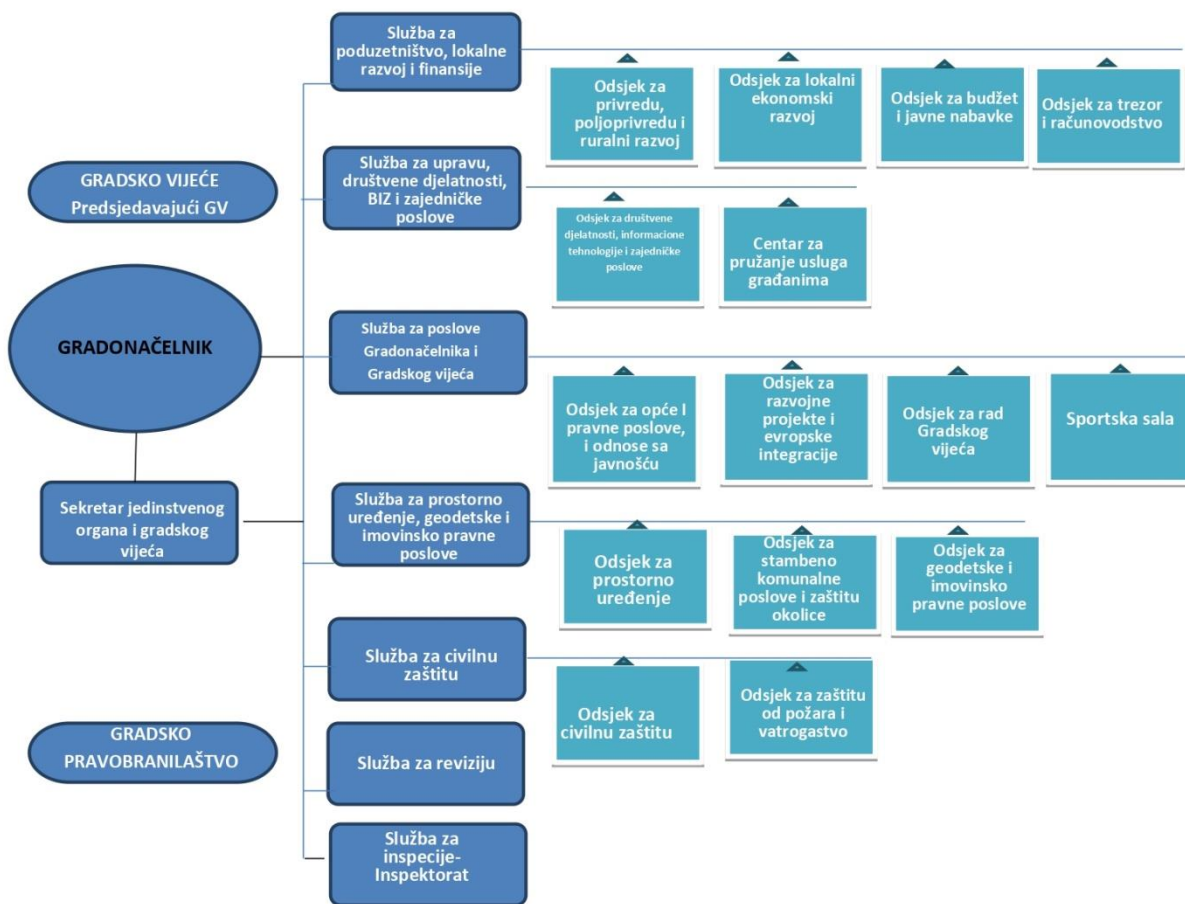 Služba za
poduzetništvo, lokalne
razvoj i finansije
Odsjek za
privredu,
poljoprivredu i
ruralni razvoj
Odsjek za lokalni
ekonomski
razvoj
Odsjek za budžet
i javne nabavke
Odsjek za trezor
i računovodstvo
GRADSKO VIJEĆE
Predsjedavajući GV
Služba za upravu,
društvene djelatnosti,
BIZ i zajedničke
poslove
Odsjek za društvene
djelatnosti, informacione
tehnologije i zajedničke
poslove
Centar za
pružanje usluga
građanima
GRADONAČELNIK
Služba za poslove
Gradonačelnika i
Gradskog vijeća
Odsjek za opće I
pravne poslove,
i odnose sa
javnošću
Odsjek za
razvojne
projekte i
evropske
integracije
Odsjek za rad
Gradskog
vijeća
Sportska sala
Sekretar jedinstvenog
organa i gradskog
vijeća
Služba za prostorno
uređenje, geodetske i
imovinsko pravne
poslove
Odsjek za
prostorno
uređenje
Odsjek za
stambeno
komunalne
poslove i zaštitu
okolice
Odsjek za
geodetske i
imovinsko
pravne poslove
Služba za civilnu
zaštitu
Odsjek za
civilnu zaštitu
Odsjek za zaštitu
od požara i
vatrogastvo
GRADSKO
PRAVOBRANILAŠTVO
Služba za reviziju
Služba za
inspecije-
Inspektorat